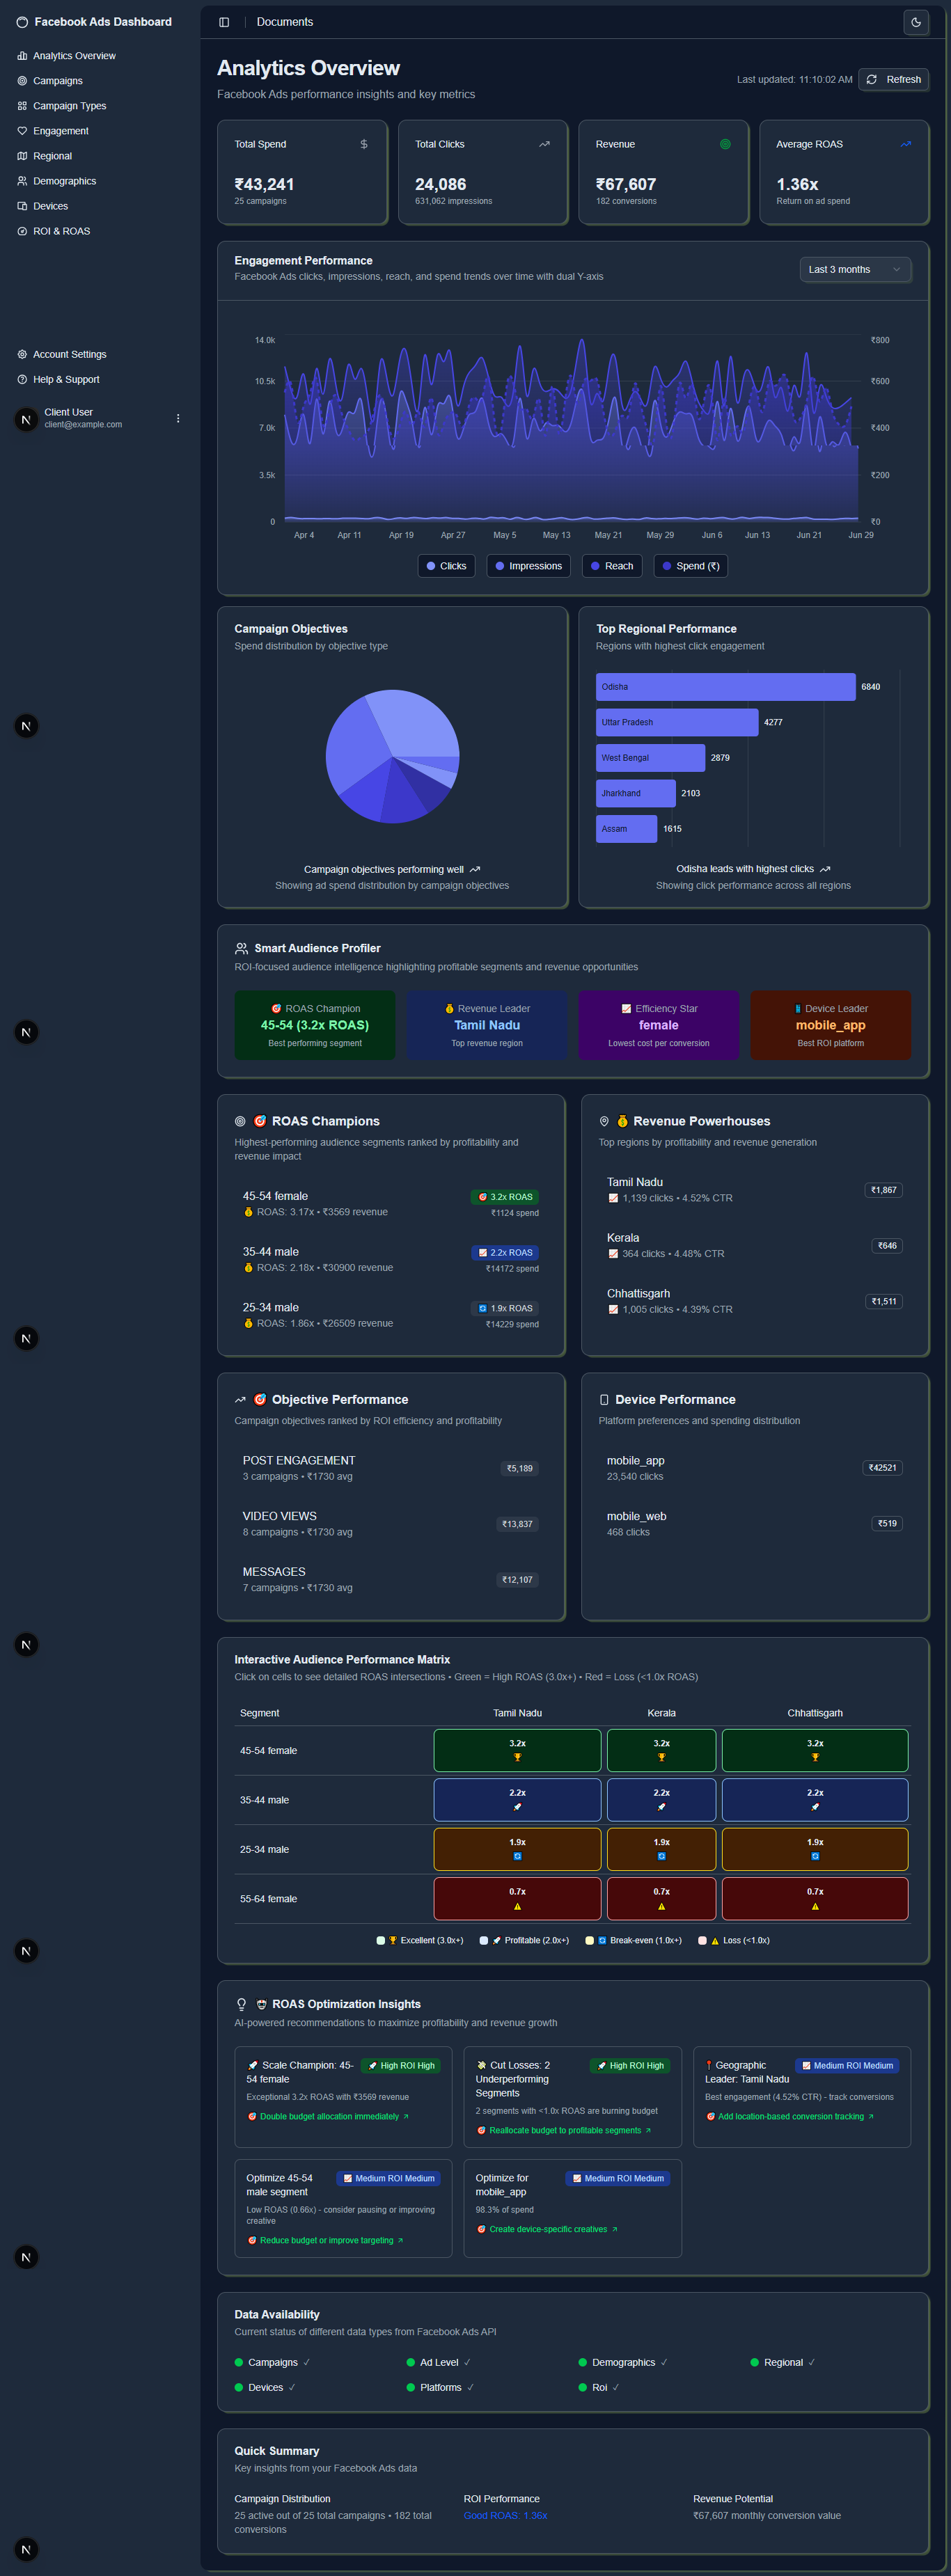 Facebook Ads Dashboard
Analytics Overview
Campaigns
Campaign Types
Engagement
Regional
Demographics
Devices
ROI & ROAS
Account Settings
Help & Support
N
Client User
client@example.com
N
N
N
N
N
N
N
Documents
Analytics Overview
Facebook Ads performance insights and key metrics
Last updated: 11:10:02 AM
Refresh
Total Spend
$
₹43,241
25 campaigns
Total Clicks
24,086
631,062 impressions
Revenue
₹67,607
182 conversions
Average ROAS
1.36x
Return on ad spend
Engagement Performance
Facebook Ads clicks, impressions, reach, and spend trends over time with dual Y-axis
Last 3 months
14.0k
10.5k
7.0k
3.5k
0
₹800
₹600
₹400
₹200
₹0
Apr 4
Apr 11
Apr 19
Apr 27
May 5
May 13
May 21
May 29
Jun 6
Jun 13
Jun 21
Jun 29
Clicks
Impressions
Reach
Spend (₹)
Campaign Objectives
Spend distribution by objective type
Campaign objectives performing well
Showing ad spend distribution by campaign objectives
Top Regional Performance
Regions with highest click engagement
Odisha 6840
Uttar Pradesh 4277
West Bengal 2879
Jharkhand 2103
Assam 1615
Odisha leads with highest clicks
Showing click performance across all regions
Smart Audience Profiler
ROI-focused audience intelligence highlighting profitable segments and revenue opportunities
🎯 ROAS Champion
45-54 (3.2x ROAS)
Best performing segment
💰 Revenue Leader
Tamil Nadu
Top revenue region
📈 Efficiency Star
female
Lowest cost per conversion
📱 Device Leader
mobile_app
Best ROI platform
🎯 ROAS Champions
Highest-performing audience segments ranked by profitability and
revenue impact
45-54 female
💰 ROAS: 3.17x • ₹3569 revenue
🎯 3.2x ROAS
₹1124 spend
35-44 male
💰 ROAS: 2.18x • ₹30900 revenue
📈 2.2x ROAS
₹14172 spend
25-34 male
💰 ROAS: 1.86x • ₹26509 revenue
🔄 1.9x ROAS
₹14229 spend
💰 Revenue Powerhouses
Top regions by profitability and revenue generation
Tamil Nadu
📈 1,139 clicks • 4.52% CTR
₹1,867
Kerala
📈 364 clicks • 4.48% CTR
₹646
Chhattisgarh
📈 1,005 clicks • 4.39% CTR
₹1,511
🎯 Objective Performance
Campaign objectives ranked by ROI efficiency and profitability
POST ENGAGEMENT
3 campaigns • ₹1730 avg
₹5,189
VIDEO VIEWS
8 campaigns • ₹1730 avg
₹13,837
MESSAGES
7 campaigns • ₹1730 avg
₹12,107
Device Performance
Platform preferences and spending distribution
mobile_app
23,540 clicks
₹42521
mobile_web
468 clicks
₹519
Interactive Audience Performance Matrix
Click on cells to see detailed ROAS intersections • Green = High ROAS (3.0x+) • Red = Loss (<1.0x ROAS)
Segment Tamil Nadu Kerala Chhattisgarh
45-54 female 3.2x 3.2x 3.2x
35-44 male 2.2x 2.2x 2.2x
25-34 male 1.9x 1.9x 1.9x
55-64 female 0.7x 0.7x 0.7x
🏆 Excellent (3.0x+)
🚀 Profitable (2.0x+)
🔄 Break-even (1.0x+)
⚠️ Loss (<1.0x)
🤖 ROAS Optimization Insights
AI-powered recommendations to maximize profitability and revenue growth
🚀 Scale Champion: 45-
54 female
🚀 High ROI High
Exceptional 3.2x ROAS with ₹3569 revenue
🎯 Double budget allocation immediately ↗
💸 Cut Losses: 2
Underperforming
Segments
🚀 High ROI High
2 segments with <1.0x ROAS are burning budget
🎯 Reallocate budget to profitable segments ↗
📍 Geographic
Leader: Tamil Nadu
📈 Medium ROI Medium
Best engagement (4.52% CTR) - track conversions
🎯 Add location-based conversion tracking ↗
Optimize 45-54
male segment
📈 Medium ROI Medium
Low ROAS (0.66x) - consider pausing or improving
creative
🎯 Reduce budget or improve targeting ↗
Optimize for
mobile_app
📈 Medium ROI Medium
98.3% of spend
🎯 Create device-specific creatives ↗
Data Availability
Current status of different data types from Facebook Ads API
Campaigns ✓
Ad Level ✓
Demographics ✓
Regional ✓
Devices ✓
Platforms ✓
Roi ✓
Quick Summary
Key insights from your Facebook Ads data
Campaign Distribution
25 active out of 25 total campaigns • 182 total
conversions
ROI Performance
Good ROAS: 1.36x
Revenue Potential
₹67,607 monthly conversion value